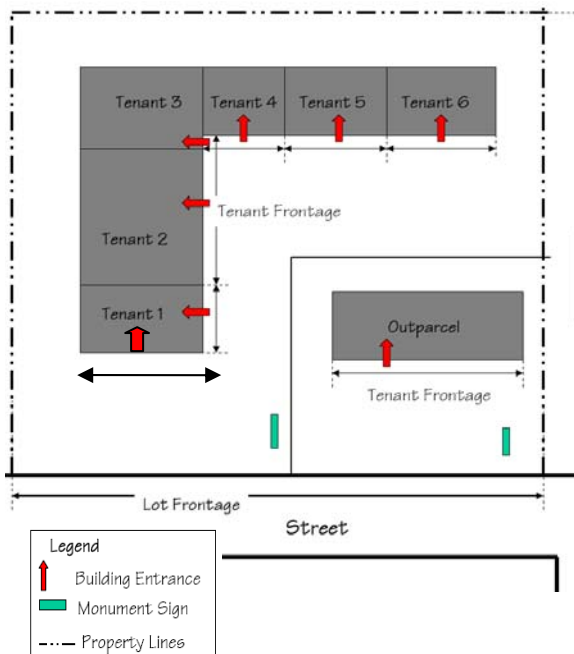 Tenant 3
Tenant 4
Tenant 5
Tenant 6
Tenant Frontage
Tenant 2
Tenant 1
Outparcel
Tenant Frontage
Lot Frontage
Street
Legend
Building Entrance
Monument Sign
Property Lines